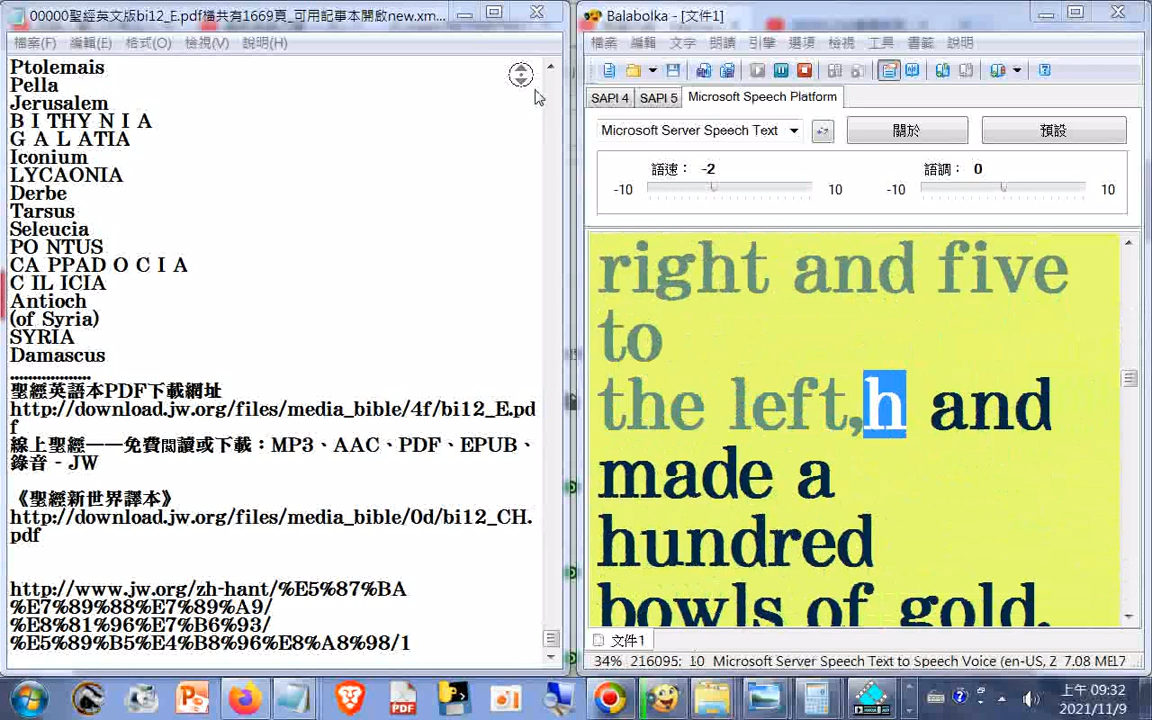 00000聖經英文版bi12_E.pdf檔共有1669頁_可用記事本開啟new.xm...
檔案(F) 編輯(E) 格式(O) 檢視(V) 說明(H)
Ptolemais
Pella
Jerusalem
B I THY N I A
G A L ATIA
Iconium
LYCAONIA
Derbe
Tarsus
Seleucia
PO NTUS
CA PPAD O C I A
C IL ICIA
Antioch
(of Syria)
SYRIA
Damascus
..................
聖經英語本PDF下載網址
http://download.jw.org/files/media_bible/4f/bi12_E.pd
f
線上聖經——免費閱讀或下載：MP3、AAC、PDF、EPUB、
錄音 - JW
《聖經新世界譯本》
http://download.jw.org/files/media_bible/0d/bi12_CH.
pdf
http://www.jw.org/zh-hant/%E5%87%BA
%E7%89%88%E7%89%A9/
%E8%81%96%E7%B6%93/
%E5%89%B5%E4%B8%96%E8%A8%98/1
Balabolka - [文件1]
檔案 編輯 文字 朗讀 引擎 選項 檢視 工具 書籤 說明
SAPI 4 SAPI 5 Microsoft Speech Platform
Microsoft Server Speech Text 關於 預設
語速： -2 語調： 0
-10 10 -10 10
right and five
to
the left,h and
made a
hundred
bowls of gold.
文件1
34% 216095: 10 Microsoft Server Speech Text to Speech Voice (en-US, Z 7.08 МЕ17
PDF
上午 09:32
2021/11/9